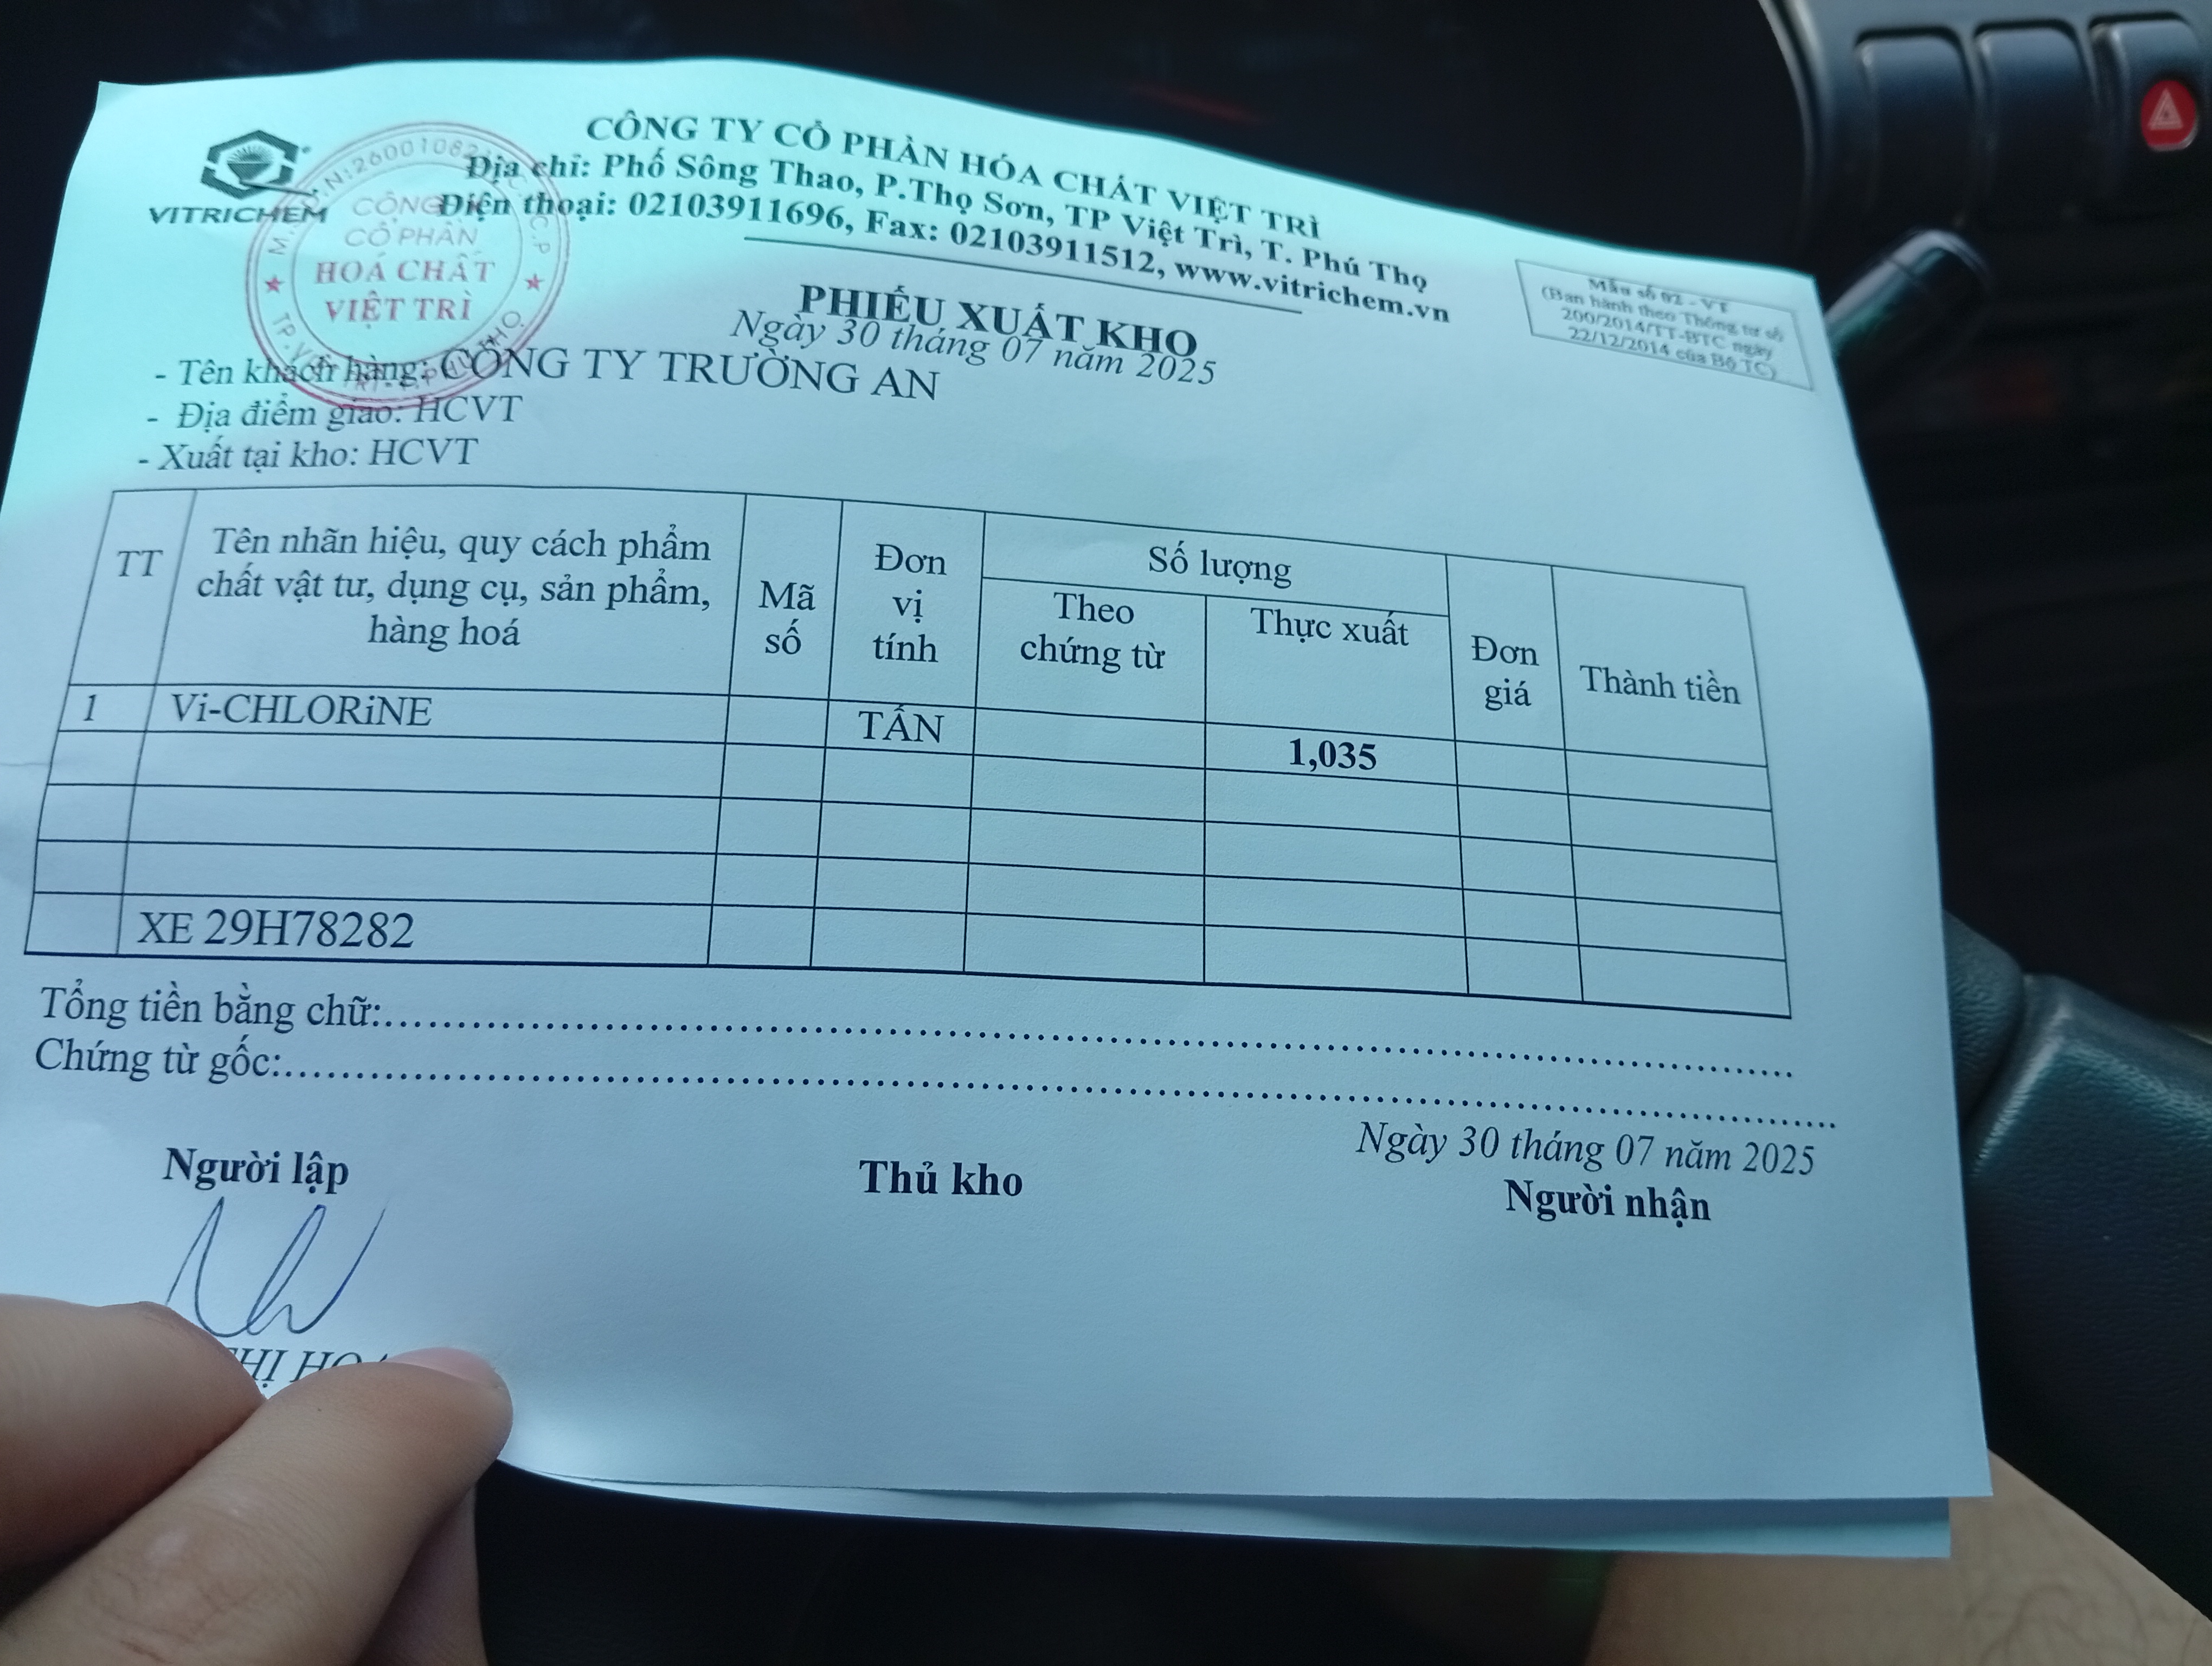 CÔNG TY CỔ PHẦN HÓA CHẤT VIỆT TRÌ
Địa chỉ: Phố Sông Thao, P.Thọ Sơn, TP Việt Trì, T. Phú Thọ
Điện thoại: 02103911696, Fax: 02103911512, www.vitrichem.vn
VITRICHEM
CÔNG
CỔ PHẦN
HOÁ CHẤT
VIỆT TRÌ
Mẫu số 02 - VT
(Ban hành theo Thông tư số
200/2014/TT-BTC ngày
22/12/2014 của Bộ TC)
PHIẾU XUẤT KHO
Ngày 30 tháng 07 năm 2025
- Tên khách hàng: CÔNG TY TRƯỜNG AN
- Địa điểm giao: HCVT
- Xuất tại kho: HCVT
TT
Tên nhãn hiệu, quy cách phẩm
chất vật tư, dụng cụ, sản phẩm,
hàng hoá
Mã
số
Đơn
vị
tính
Số lượng
Theo
chứng từ
Thực xuất
Đơn
giá
Thành tiền
1 Vi-CHLORiNE TẤN 1,035
XE 29H78282
Tổng tiền bằng chữ:
Chứng từ gốc:
Ngày 30 tháng 07 năm 2025
Người lập Thủ kho Người nhận